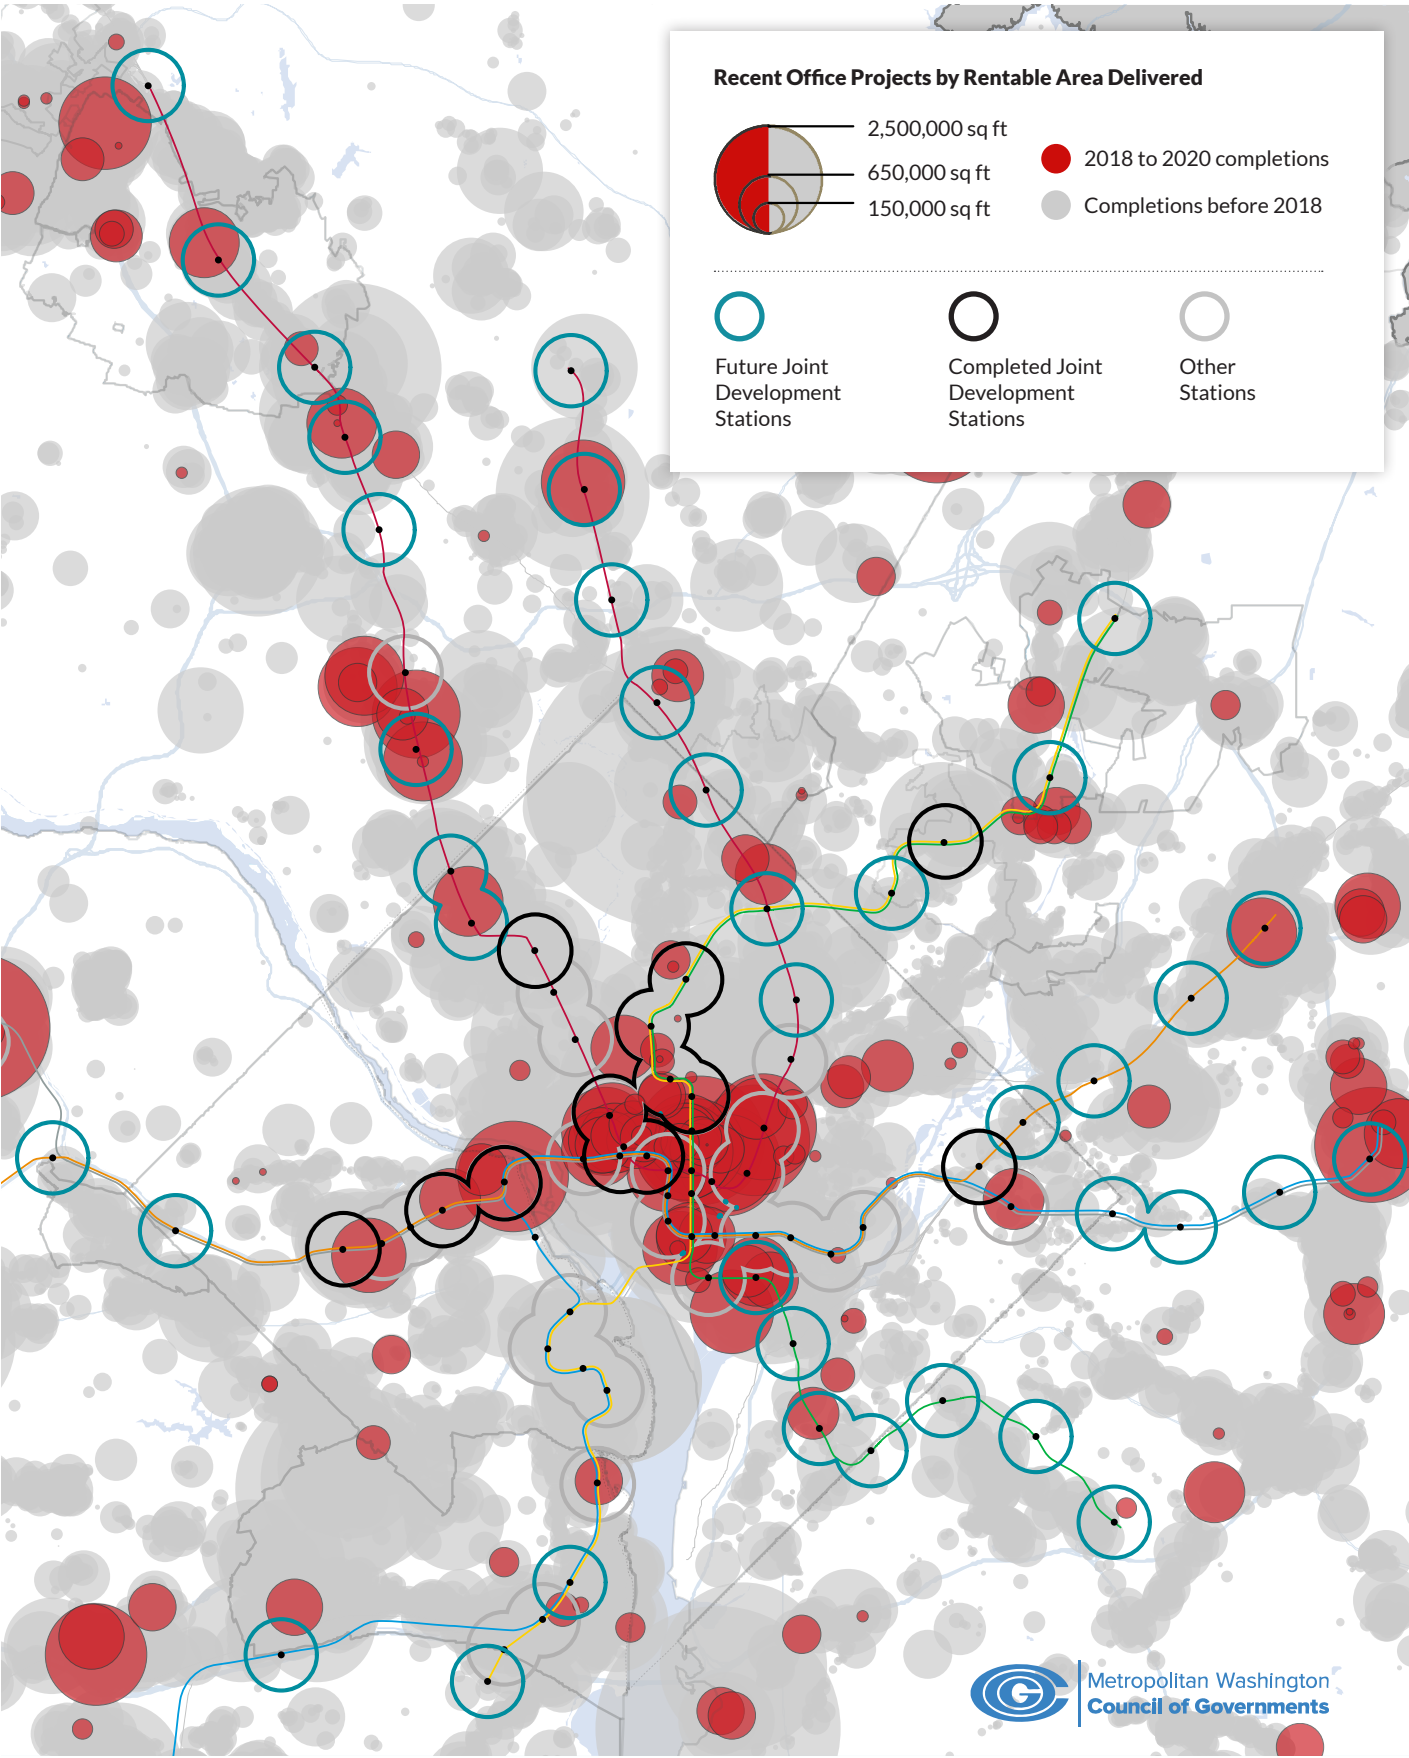 Recent Office Projects by Rentable Area Delivered
2,500,000 sq ft
650,000 sq ft
150,000 sq ft
2018 to 2020 completions
Completions before 2018
Future Joint
Development
Stations
Completed Joint
Development
Stations
Other
Stations
Metropolitan Washington
Council of Governments